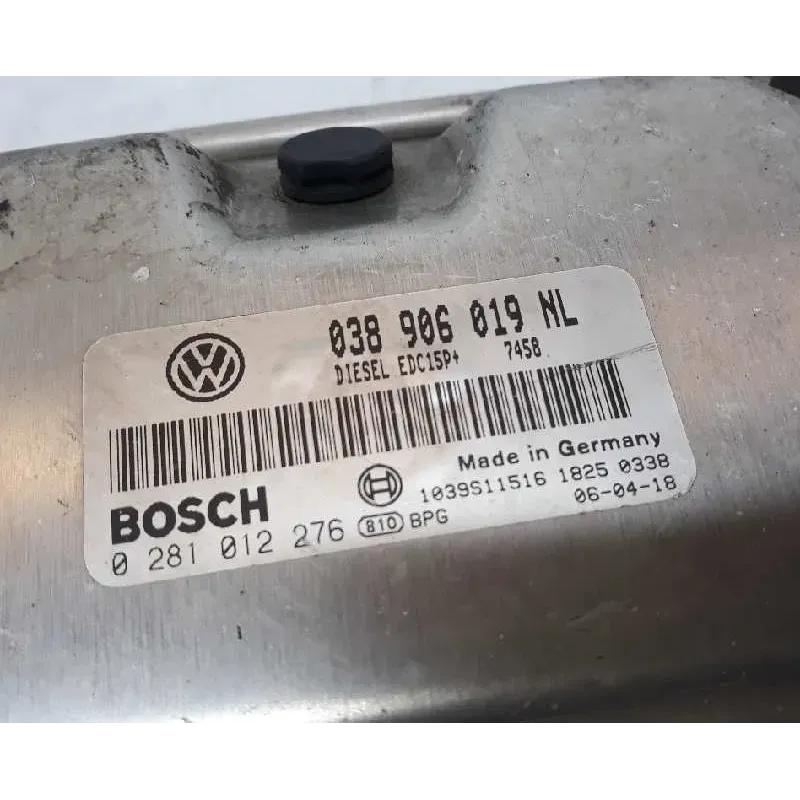 038 906 019 NL
DIESEL EDC15P+ 7458
Made in Germany
BOSCH 1039S11516 1825 0338
0 281 012 276 810 BPG 06-04-18